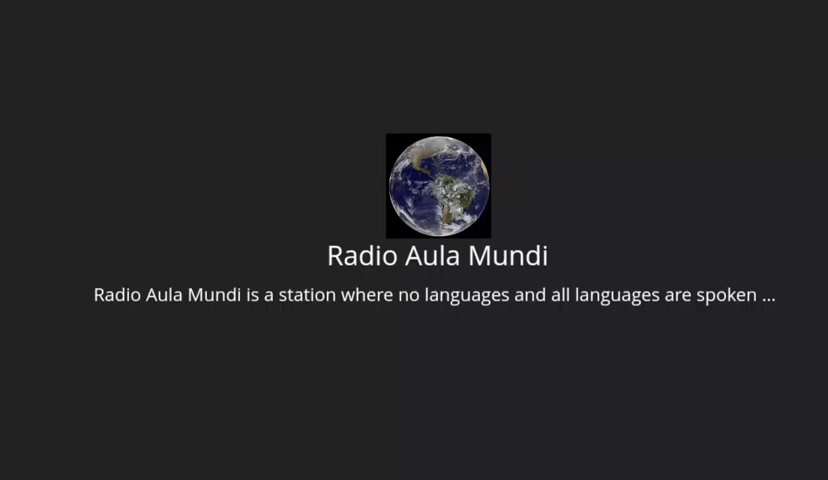 Radio Aula Mundi
Radio Aula Mundi is a station where no languages and all languages are spoken ...